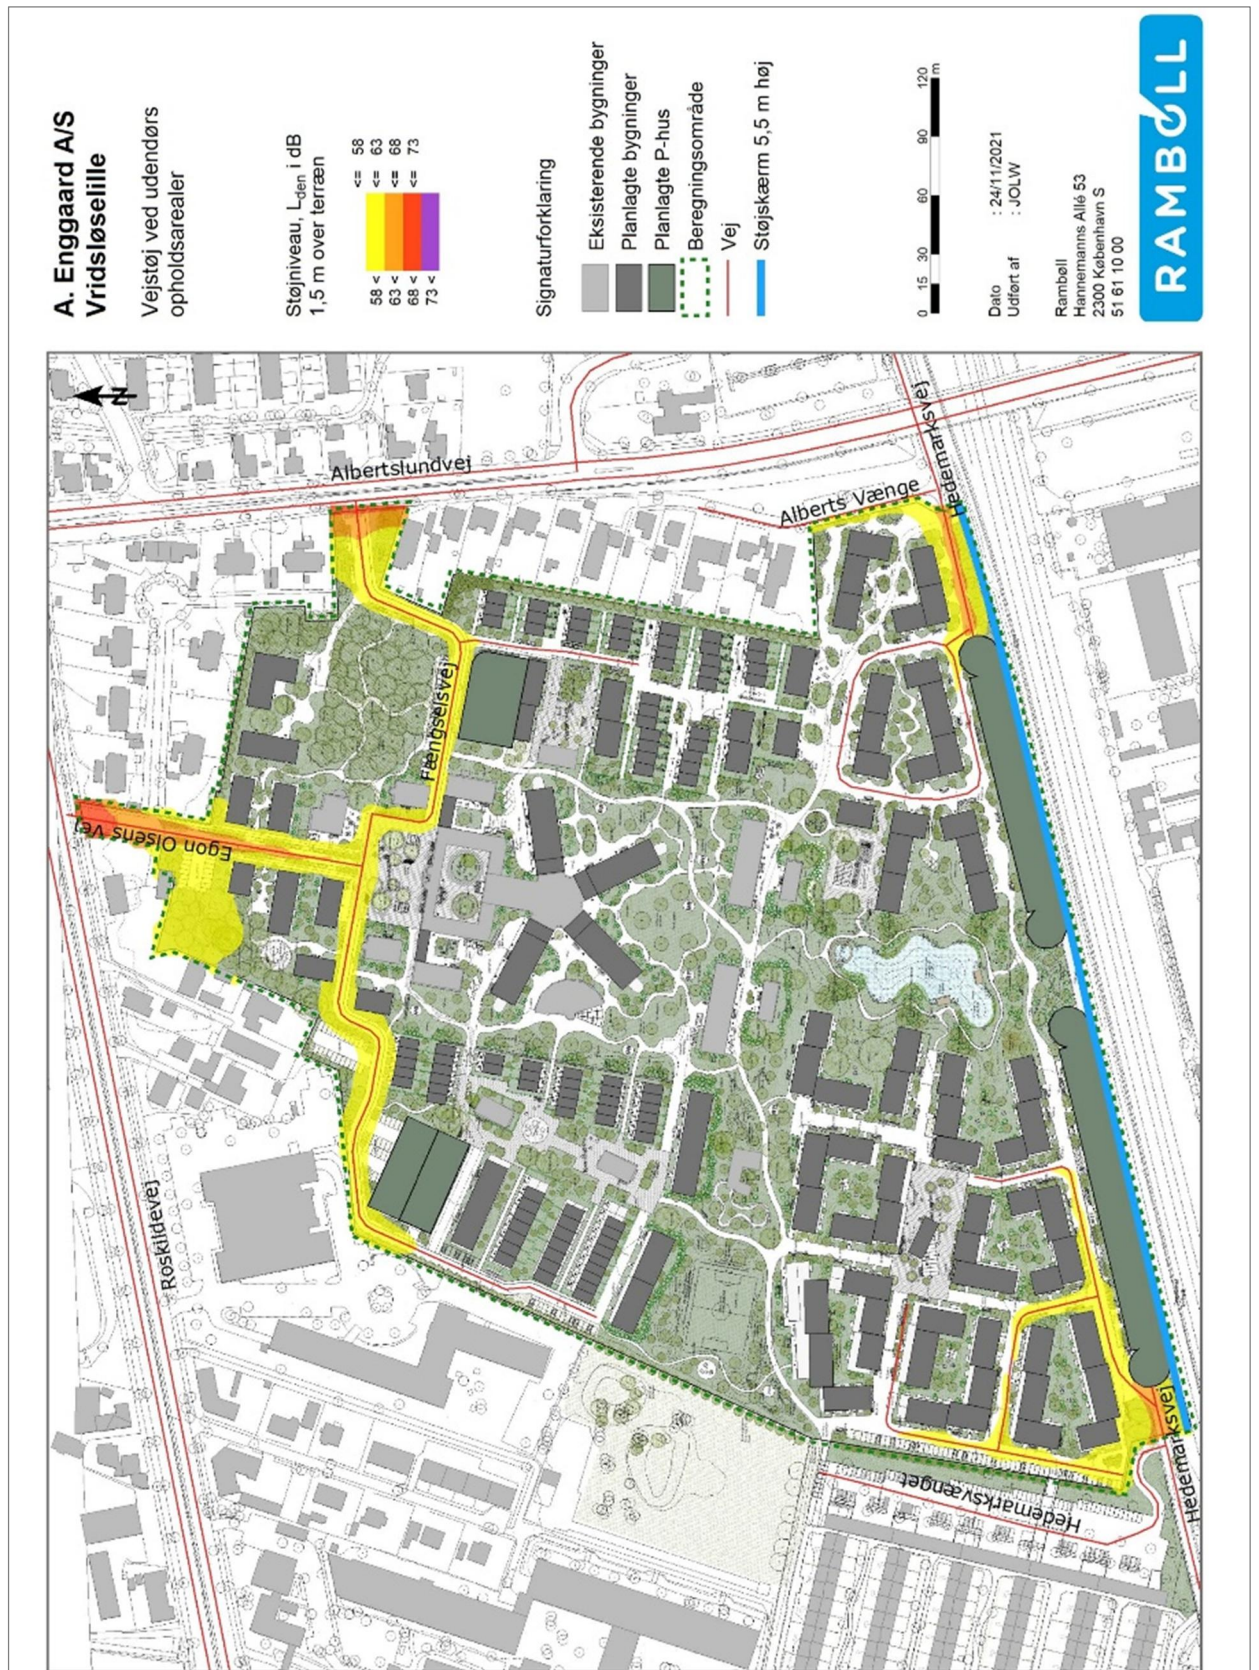 A. Enggaard A/S
Vridsløselille
Vejstøj ved udendørs
opholdsarealer
Støjniveau, Lden i dB
1,5 m over terræn
<= 58
58 < <= 63
63 < <= 68
68 < <= 73
73 <
Signaturforklaring
Eksisterende bygninger
Planlagte bygninger
Planlagte P-hus
Beregningsområde
Vej
Støjskærm 5,5 m høj
0 15 30 60 90 120
m
Dato : 24/11/2021
Udført af : JOLW
Rambøll
Hannemanns Allé 53
2300 København S
51 61 10 00
RAMBOLL
N
Albertslundvej
Hedemarksvej
Alberts Vænge
Fængselsvej
Egon Olsens Vej
Roskildevej
Hedemarksvænget
Hedemarksvej